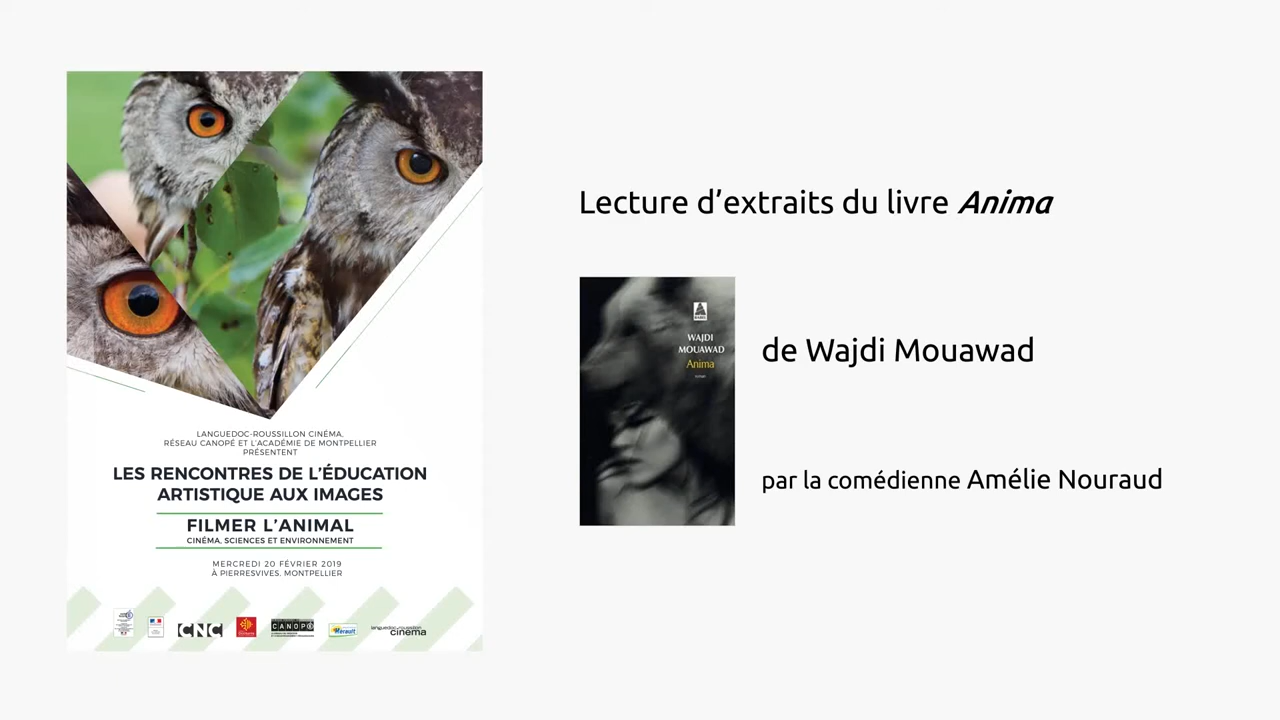 LANGUEDOC-ROUSSILLON CINÉMA,
RÉSEAU CANOPÉ ET L'ACADÉMIE DE MONTPELLIER
PRÉSENTENT
LES RENCONTRES DE L'ÉDUCATION
ARTISTIQUE AUX IMAGES
FILMER L'ANIMAL
CINÉMA, SCIENCES ET ENVIRONNEMENT
MERCREDI 20 FÉVRIER 2019
À PIERRESVIVES. MONTPELLIER
CNC
CANOPÉ
Hérault
languedoc-roussillon
cinéma
Lecture d'extraits du livre Anima
WAJDI
MOUAWAD
Anima
roman
de Wajdi Mouawad
par la comédienne Amélie Nouraud